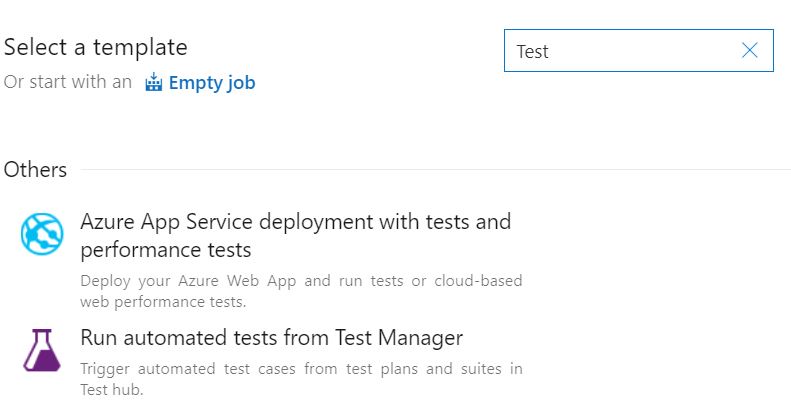 Select a template
Test
Or start with an Empty job
Others
Azure App Service deployment with tests and
performance tests
Deploy your Azure Web App and run tests or cloud-based
web performance tests.
Run automated tests from Test Manager
Trigger automated test cases from test plans and suites in
Test hub.